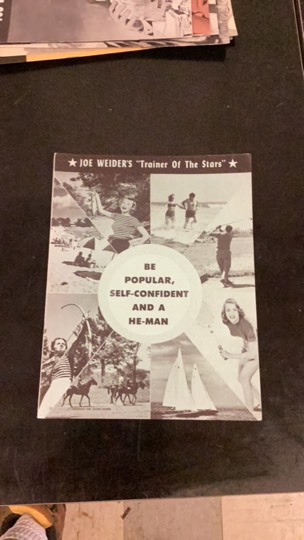 ★ JOE WEIDER'S "Trainer Of The Stars" ★
BE
POPULAR,
SELF-CONFIDENT
AND A
HE-MAN